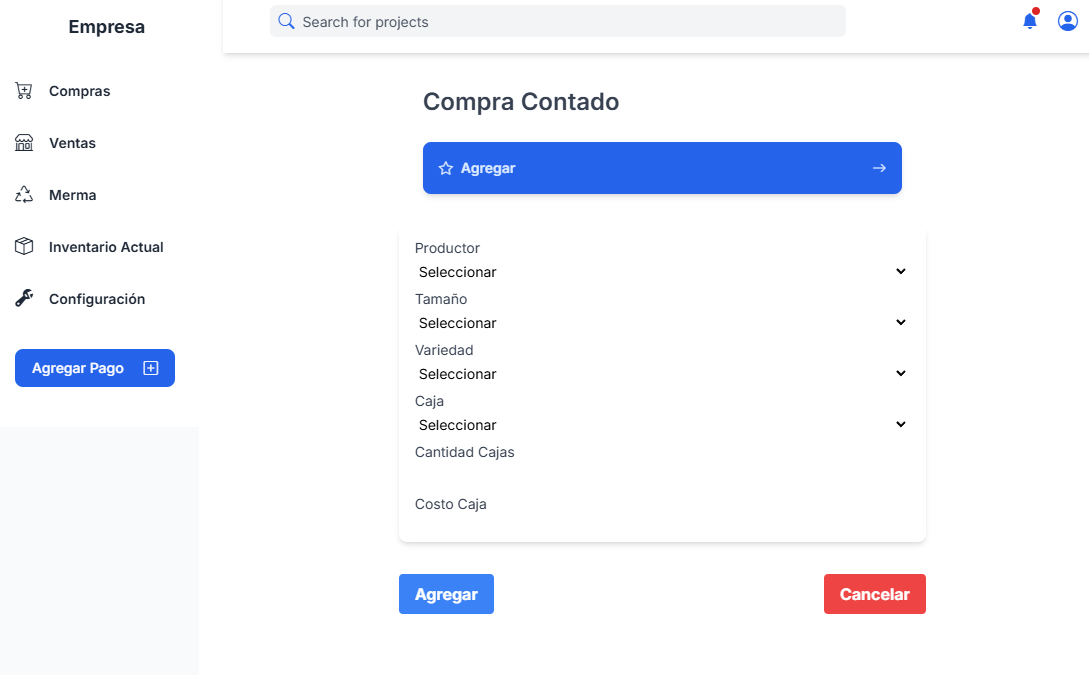 Empresa
Search for projects
Compras
Ventas
Merma
Inventario Actual
Configuración
Agregar Pago
Compra Contado
Agregar
Productor
Seleccionar
Tamaño
Seleccionar
Variedad
Seleccionar
Caja
Seleccionar
Cantidad Cajas
Costo Caja
Agregar
Cancelar